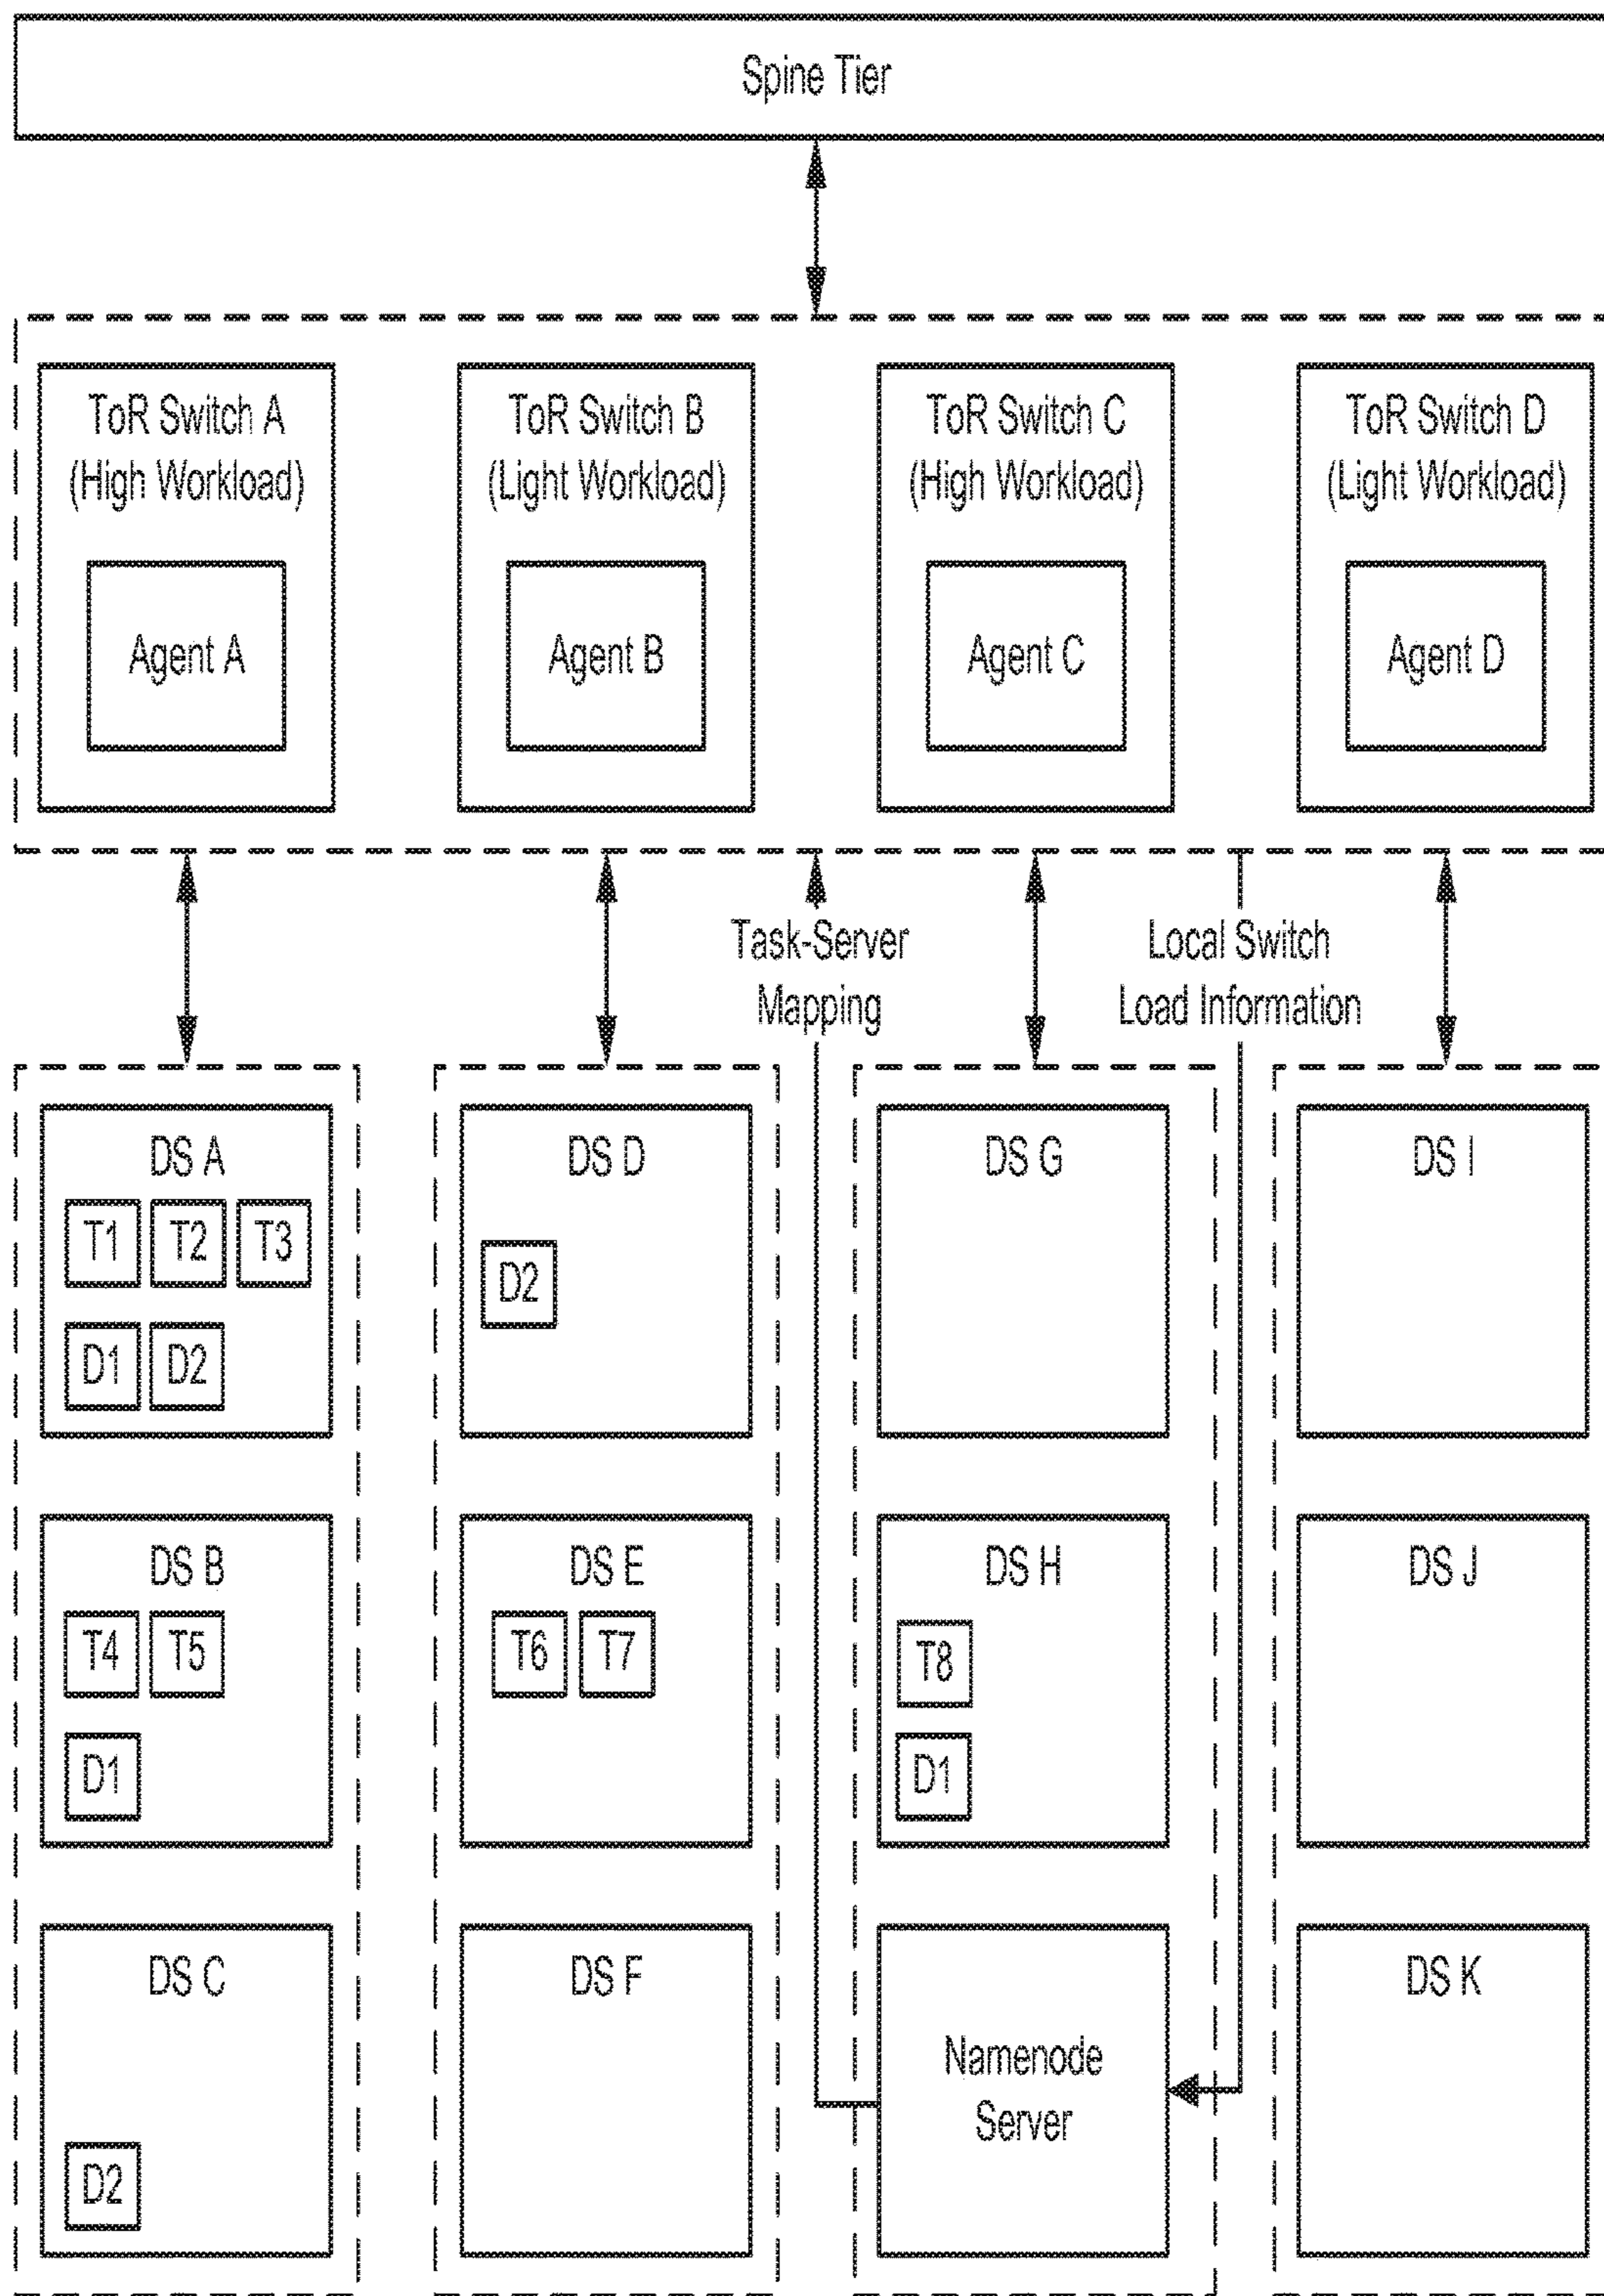 Spine Tier
ToR Switch A
(High Workload)
Agent A
ToR Switch B
(Light Workload)
Agent B
ToR Switch C
(High Workload)
Agent C
ToR Switch D
(Light Workload)
Agent D
Task-Server
Mapping
Local Switch
Load Information
DS A
T1 T2 T3
D1 D2
DS B
T4 T5
D1
DS C
D2
DS D
D2
DS E
T6 T7
DS F
DS G
DS H
T8
D1
Namenode
Server
DS I
DS J
DS K